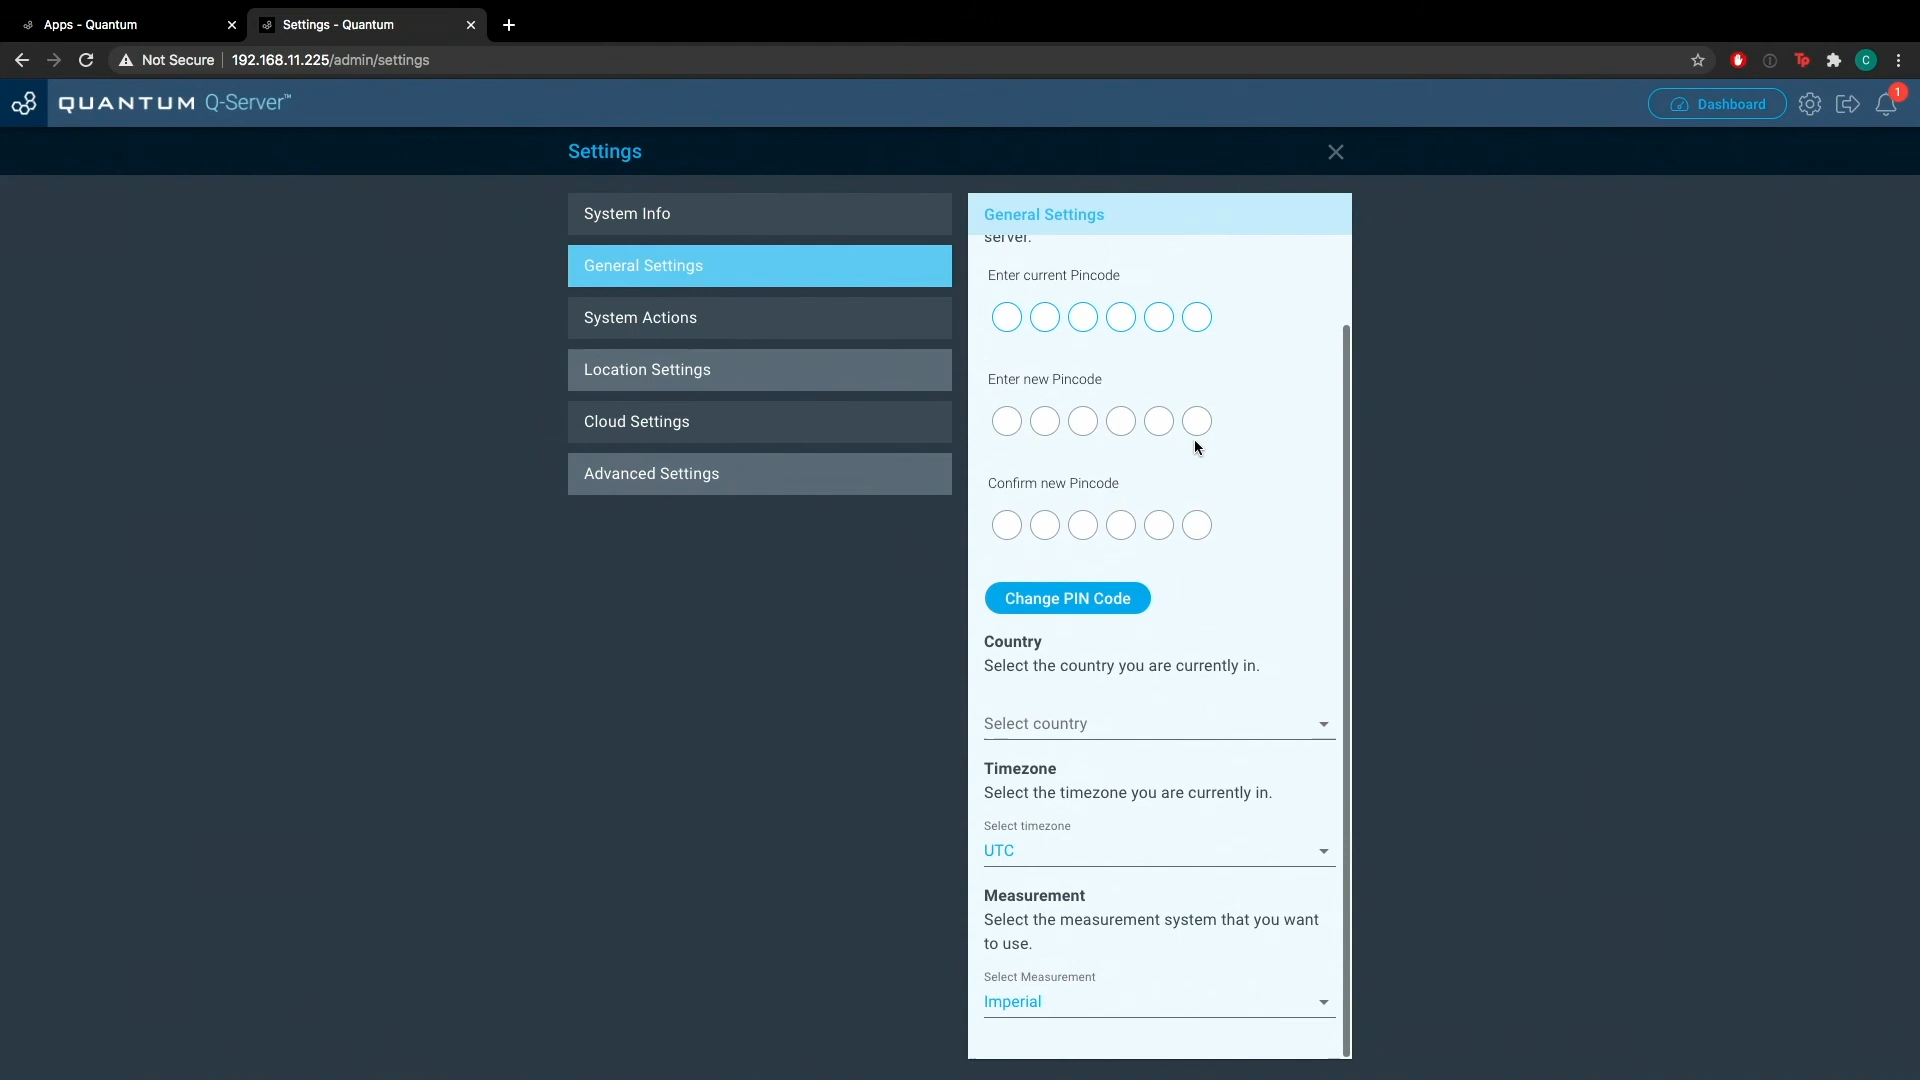 Apps - Quantum
Settings - Quantum
Not Secure 192.168.11.225/admin/settings
Tp
C
QUANTUM Q-Server™
Dashboard
1
Settings
System Info
General Settings
System Actions
Location Settings
Cloud Settings
Advanced Settings
General Settings
server.
Enter current Pincode
Enter new Pincode
Confirm new Pincode
Change PIN Code
Country
Select the country you are currently in.
Select country
Timezone
Select the timezone you are currently in.
Select timezone
UTC
Measurement
Select the measurement system that you want
to use.
Select Measurement
Imperial